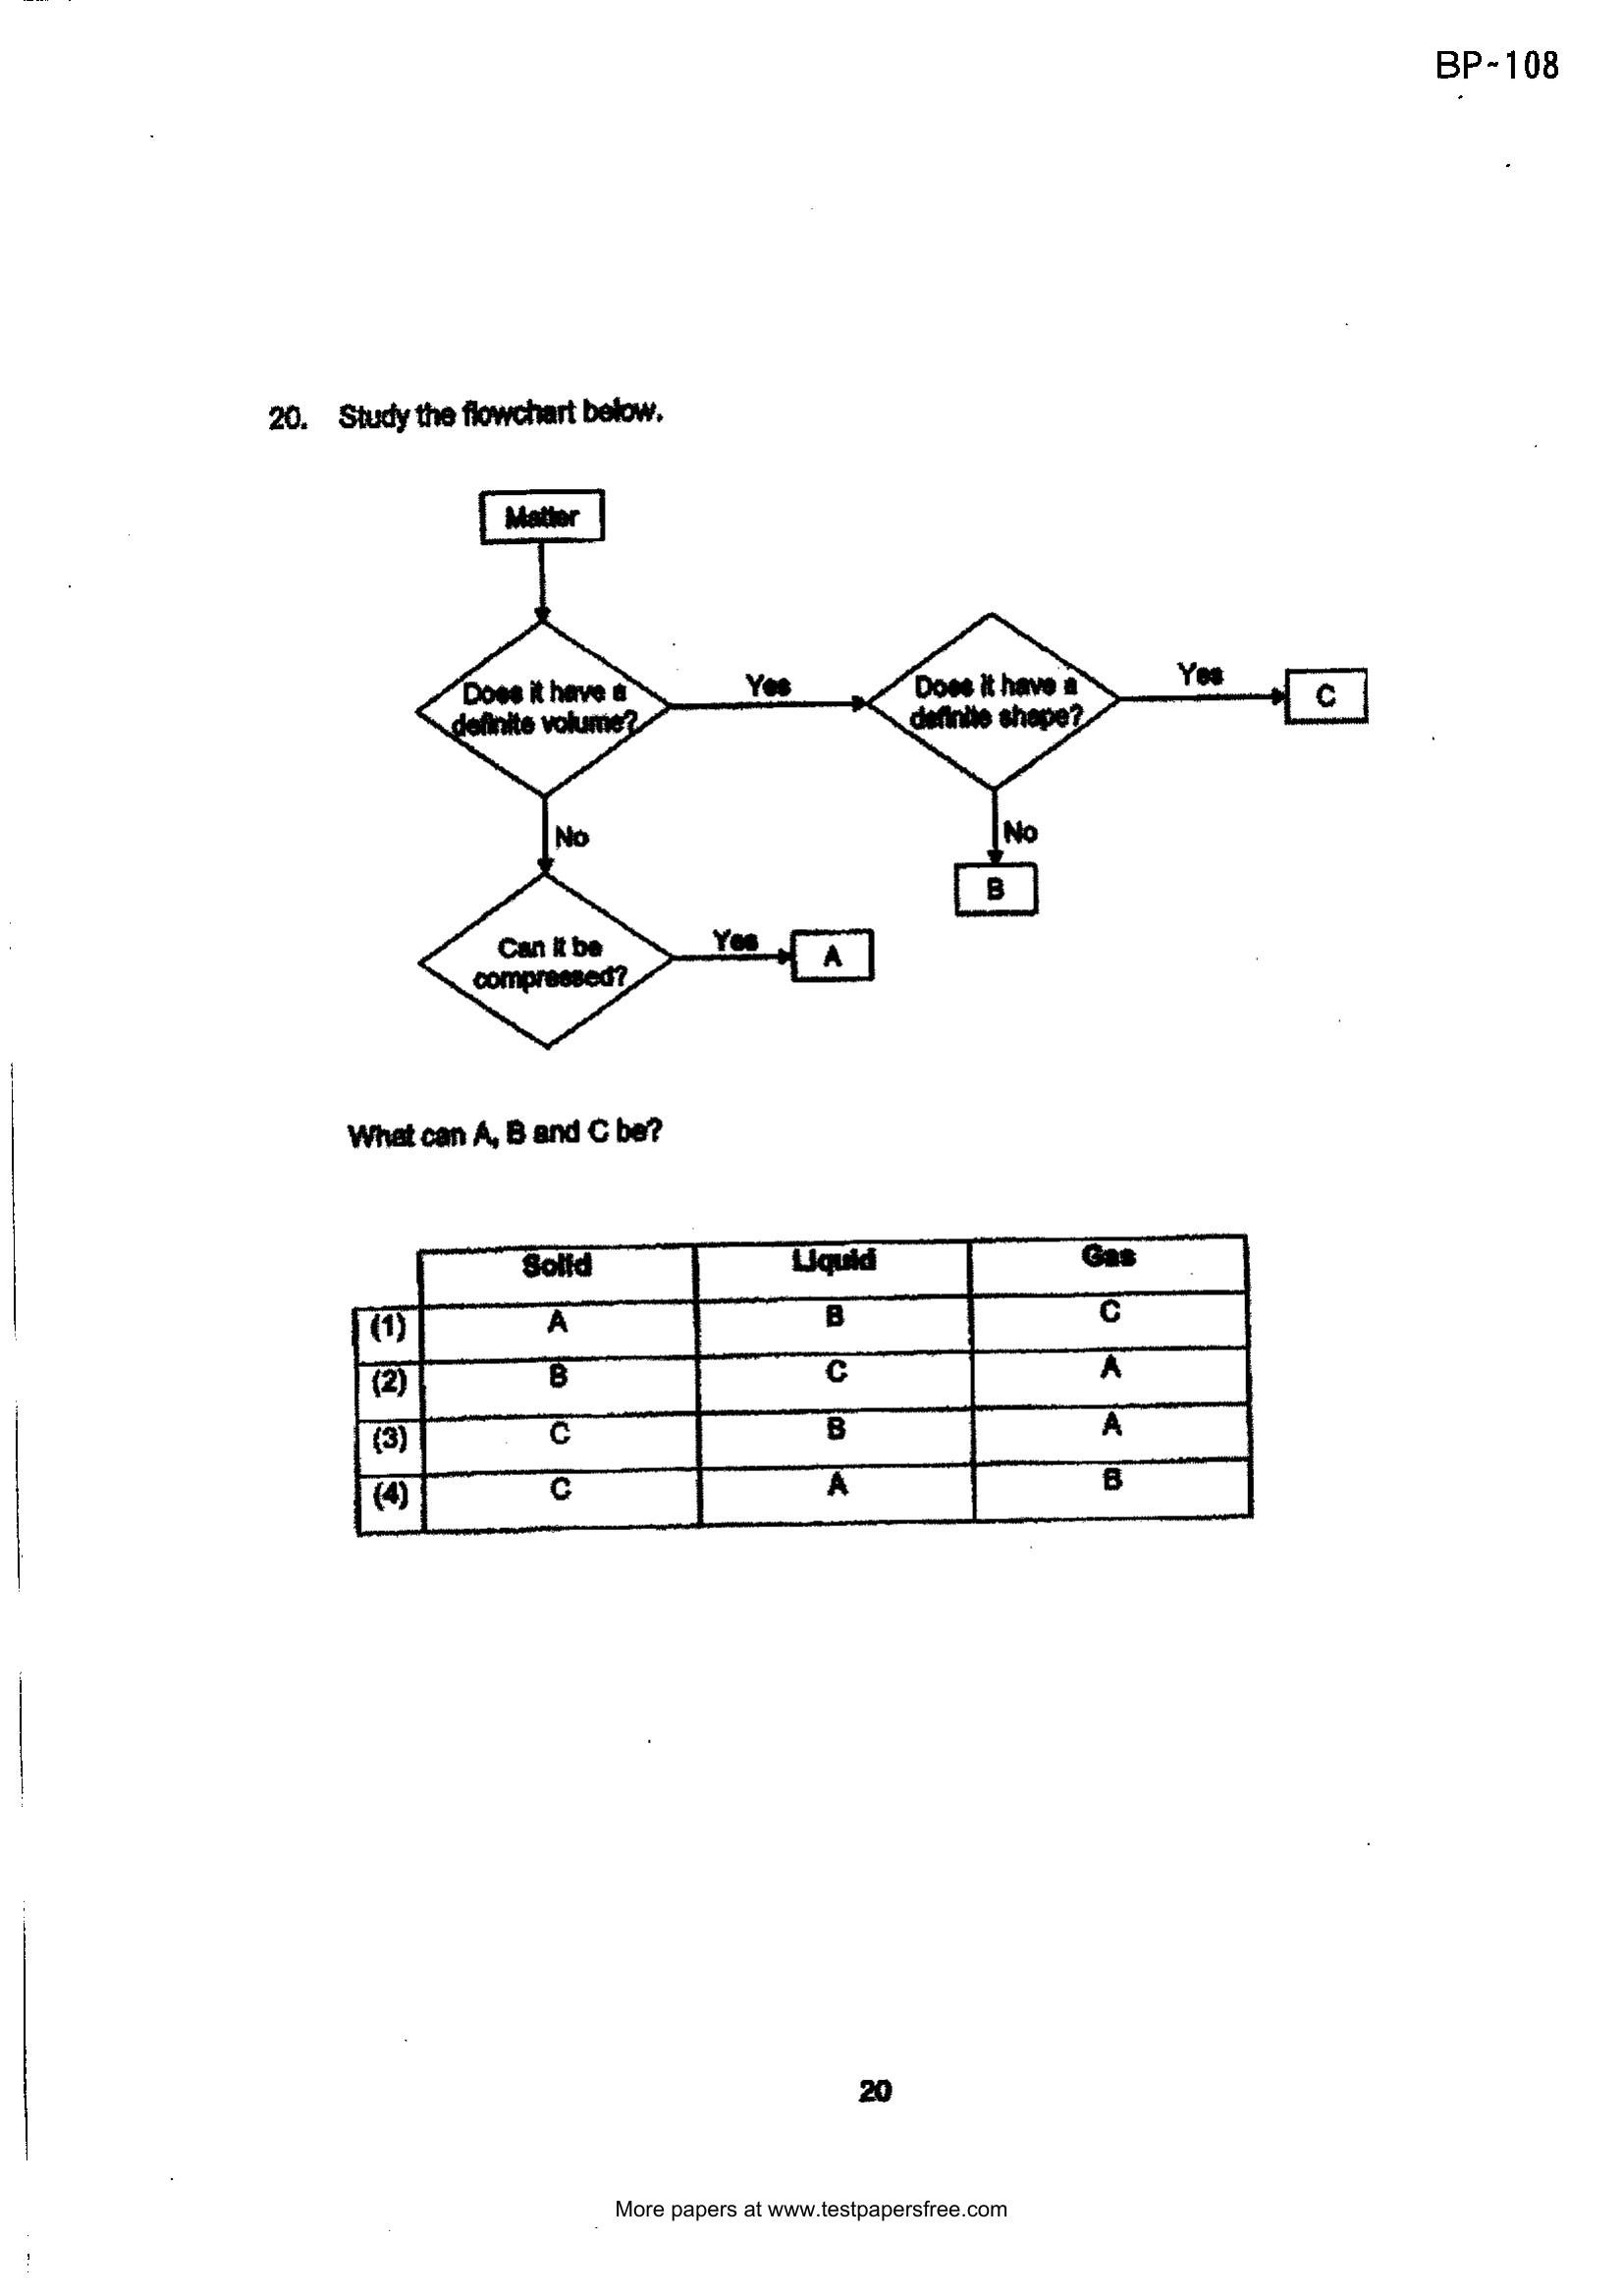 BP~108
20. Study the flowchart below.
Matter
Does it have a
definite volume?
Yes
Does it have a
definite shape?
Yes
C
No
No
B
Can it be
compressed?
Yes
A
What can A, B and C be?
Solid Liquid Gas
(1) A B C
(2) B C A
(3) C B A
(4) C A B
20
More papers at www.testpapersfree.com